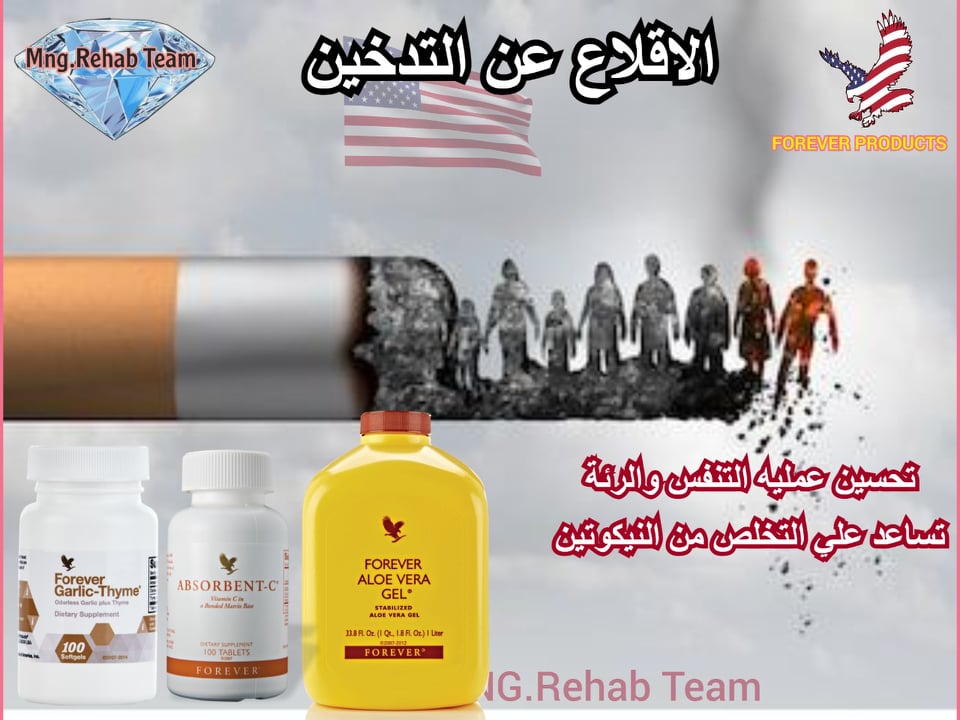 Mng.Rehab Team
الاقلاع عن التدخين
FOREVER PRODUCTS
تحسين عمليه التنفس والرئة
تساعد علي التخلص من النيكوتين
Forever
Garlic-Thyme®
Odorless Garlic plus Thyme
Dietary Supplement
100
Softgels
ABSORBENT-C®
Vitamin C in
a Bonded Matrix Base
DIETARY SUPPLEMENT
100 TABLETS
FOREVER
FOREVER
ALOE VERA
GEL®
STABILIZED
ALOE VERA GEL
33.8 Fl. Oz. (1 Qt., 1.8 Fl. Oz.) 1 Liter
©2007-2012
FOREVER®
NG.Rehab Team